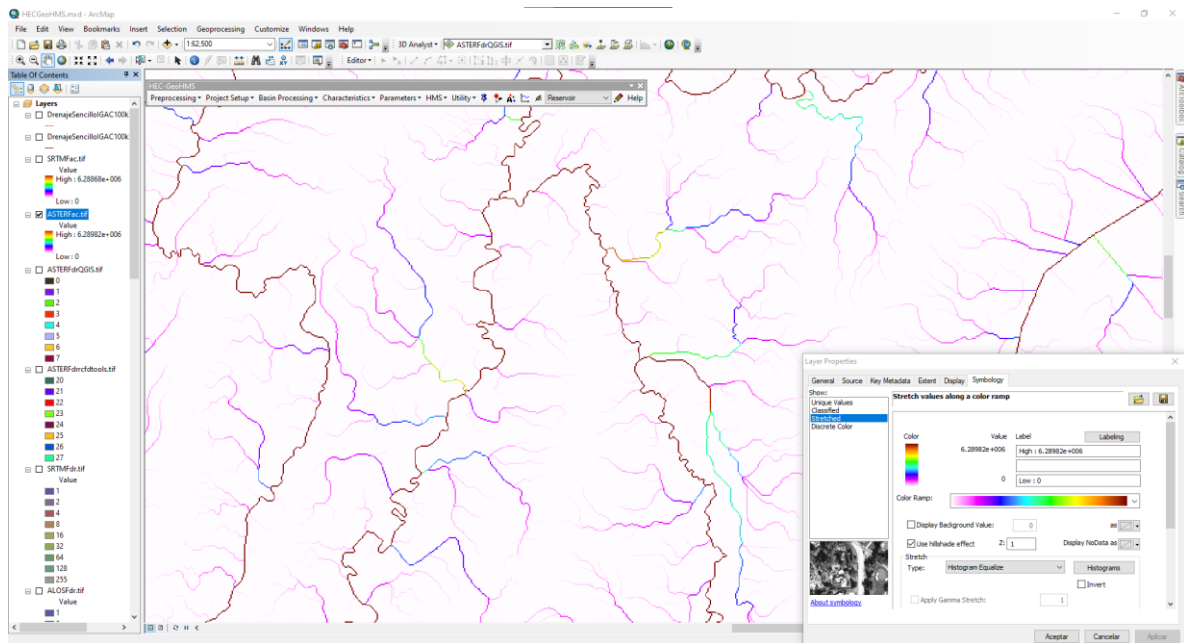 HECGeoHMS.mxd - ArcMap
File Edit View Bookmarks Insert Selection Geoprocessing Customize Windows Help
1:62,500 3D Analyst ASTERFdrQGIS.tif
Editor
Table Of Contents
Layers
DrenajeSencilloIGAC100k
DrenajeSencilloIGAC100k
SRTMFac.tif
Value
High : 6.28868e+006
Low : 0
ASTERFac.tif
Value
High : 6.28982e+006
Low : 0
ASTERFdrQGIS.tif
0
1
2
3
4
5
6
7
ASTERFdrrcfdtools.tif
20
21
22
23
24
25
26
27
SRTMFdr.tif
Value
1
2
4
8
16
32
64
128
255
ALOSFdr.tif
Value
1
HEC-GeoHMS
Preprocessing Project Setup Basin Processing Characteristics Parameters HMS Utility Reservoir Help
ArcToolbox
Catalog
Search
Layer Properties
General Source Key Metadata Extent Display Symbology
Show:
Unique Values
Classified
Stretched
Discrete Color
About symbology
Stretch values along a color ramp
Color Value Label Labeling
6.28982e+006 High : 6.28982e+006
0 Low : 0
Color Ramp:
Display Background Value: 0 as
Use hillshade effect Z: 1 Display NoData as
Stretch
Type: Histogram Equalize Histograms
Invert
Apply Gamma Stretch: 1
Aceptar Cancelar Aplicar